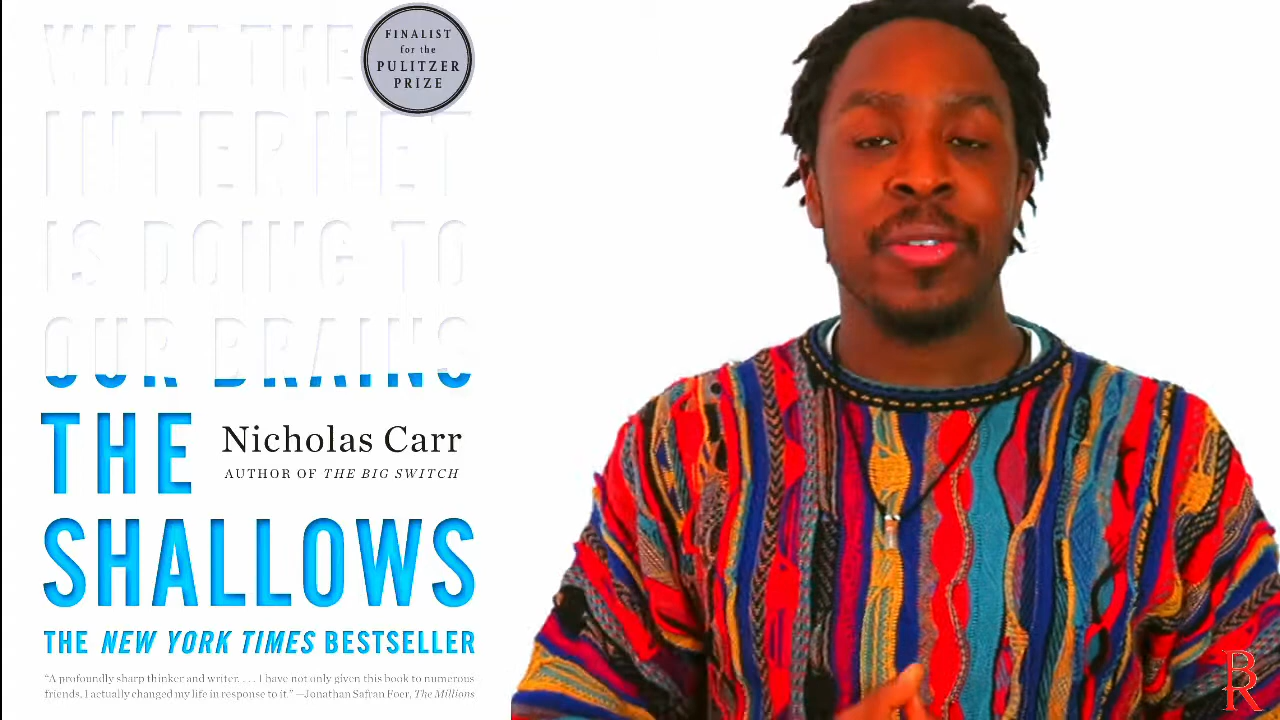 WHAT THE
FINALIST
for the
PULITZER
PRIZE
INTERNET
IS DOING TO
OUR BRAINS
THE
Nicholas Carr
AUTHOR OF THE BIG SWITCH
SHALLOWS
THE NEW YORK TIMES BESTSELLER
“A profoundly sharp thinker and writer. . . . I have not only given this book to numerous
friends. I actually changed my life in response to it.” —Jonathan Safran Foer, The Millions
BR